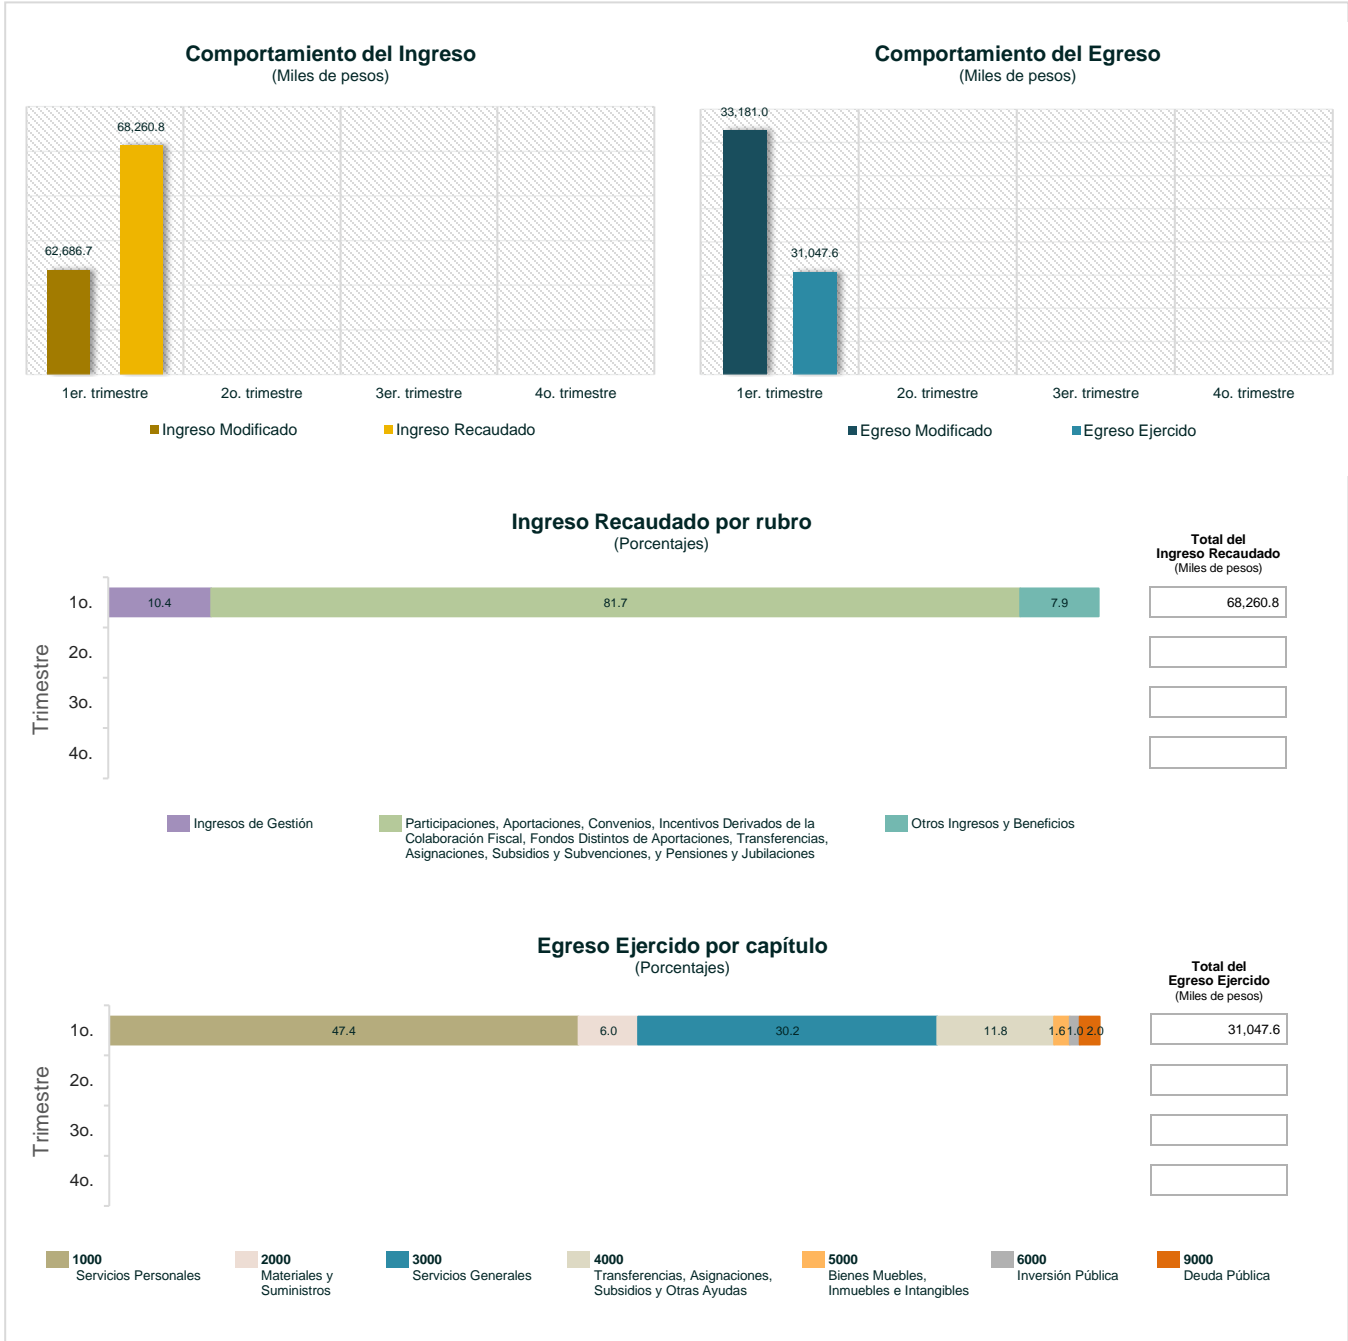 Comportamiento del Ingreso
(Miles de pesos)
68,260.8
62,686.7
1er. trimestre 2o. trimestre 3er. trimestre 4o. trimestre
Ingreso Modificado Ingreso Recaudado
Comportamiento del Egreso
(Miles de pesos)
33,181.0
31,047.6
1er. trimestre 2o. trimestre 3er. trimestre 4o. trimestre
Egreso Modificado Egreso Ejercido
Ingreso Recaudado por rubro
(Porcentajes)
Total del
Ingreso Recaudado
(Miles de pesos)
Trimestre
1o. 10.4 81.7 7.9 68,260.8
2o.
3o.
4o.
Ingresos de Gestión
Participaciones, Aportaciones, Convenios, Incentivos Derivados de la
Colaboración Fiscal, Fondos Distintos de Aportaciones, Transferencias,
Asignaciones, Subsidios y Subvenciones, y Pensiones y Jubilaciones
Otros Ingresos y Beneficios
Egreso Ejercido por capítulo
(Porcentajes)
Total del
Egreso Ejercido
(Miles de pesos)
Trimestre
1o. 47.4 6.0 30.2 11.8 1.6 1.0 2.0 31,047.6
2o.
3o.
4o.
1000
Servicios Personales
2000
Materiales y
Suministros
3000
Servicios Generales
4000
Transferencias, Asignaciones,
Subsidios y Otras Ayudas
5000
Bienes Muebles,
Inmuebles e Intangibles
6000
Inversión Pública
9000
Deuda Pública